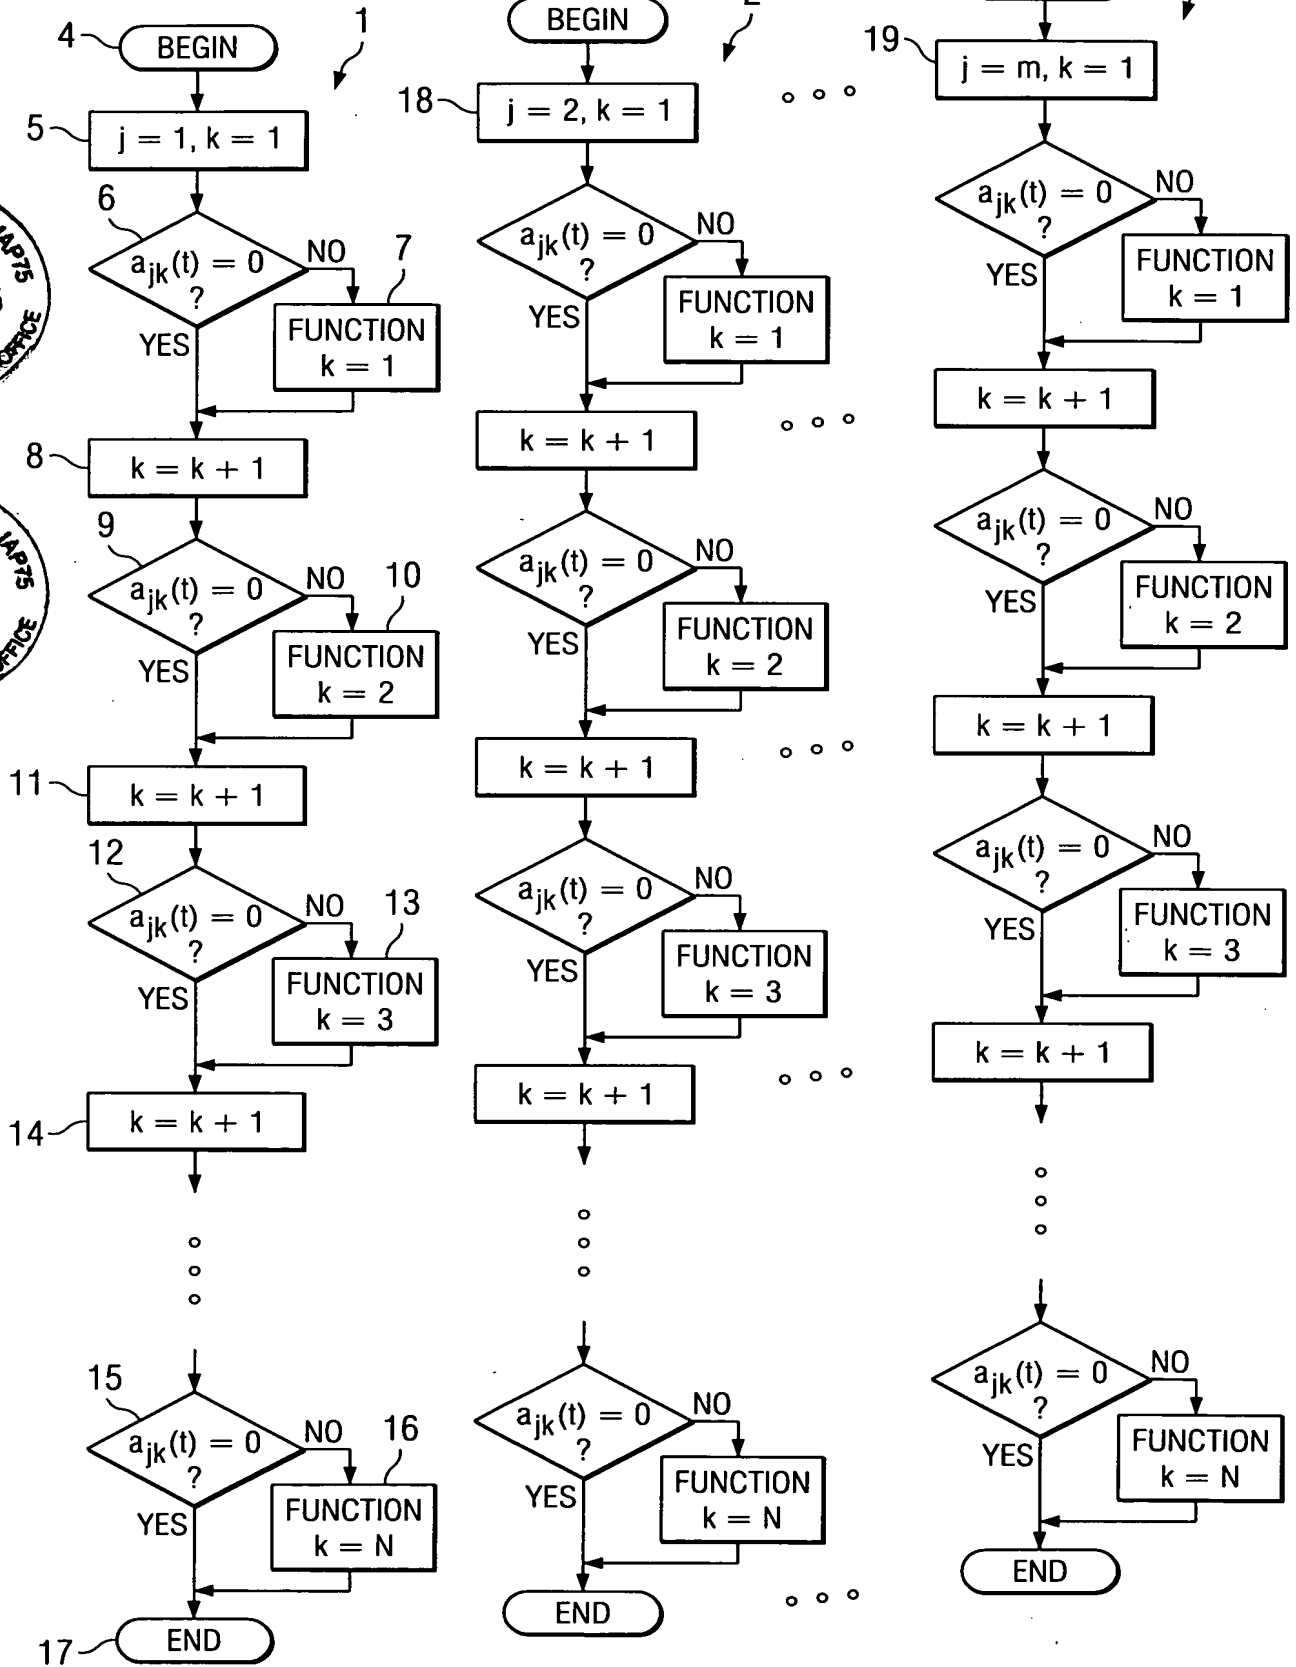 1
4
BEGIN
5
j = 1, k = 1
6
a_jk(t) = 0
?
NO
YES
7
FUNCTION
k = 1
8
k = k + 1
9
a_jk(t) = 0
?
NO
YES
10
FUNCTION
k = 2
11
k = k + 1
12
a_jk(t) = 0
?
NO
YES
13
FUNCTION
k = 3
14
k = k + 1
15
a_jk(t) = 0
?
NO
YES
16
FUNCTION
k = N
17
END
BEGIN
18
j = 2, k = 1
a_jk(t) = 0
?
NO
YES
FUNCTION
k = 1
k = k + 1
a_jk(t) = 0
?
NO
YES
FUNCTION
k = 2
k = k + 1
a_jk(t) = 0
?
NO
YES
FUNCTION
k = 3
k = k + 1
a_jk(t) = 0
?
NO
YES
FUNCTION
k = N
END
19
j = m, k = 1
a_jk(t) = 0
?
NO
YES
FUNCTION
k = 1
k = k + 1
a_jk(t) = 0
?
NO
YES
FUNCTION
k = 2
k = k + 1
a_jk(t) = 0
?
NO
YES
FUNCTION
k = 3
k = k + 1
a_jk(t) = 0
?
NO
YES
FUNCTION
k = N
END
IAP75
OFFICE
IAP75
OFFICE